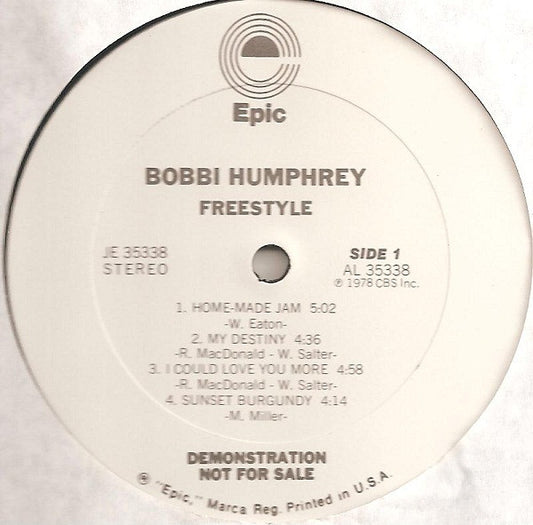 Epic
BOBBI HUMPHREY
FREESTYLE
JE 35338
STEREO
SIDE 1
AL 35338
℗ 1978 CBS Inc.
1. HOME-MADE JAM 5:02
-W. Eaton-
2. MY DESTINY 4:36
-R. MacDonald - W. Salter-
3. I COULD LOVE YOU MORE 4:58
-R. MacDonald - W. Salter-
4. SUNSET BURGUNDY 4:14
-M. Miller-
DEMONSTRATION
NOT FOR SALE
® "Epic," Marca Reg. Printed in U.S.A.